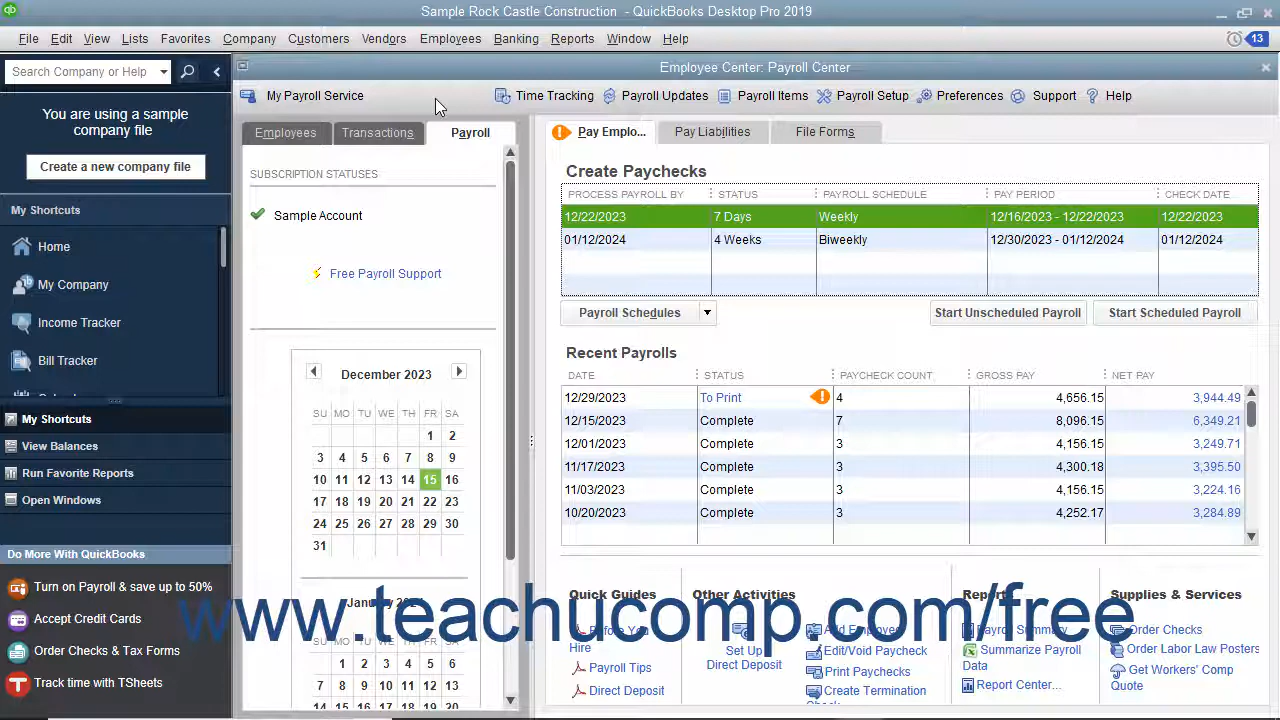 Sample Rock Castle Construction - QuickBooks Desktop Pro 2019
File Edit View Lists Favorites Company Customers Vendors Employees Banking Reports Window Help 13
Search Company or Help
Employee Center: Payroll Center
My Payroll Service Time Tracking Payroll Updates Payroll Items Payroll Setup Preferences Support Help
You are using a sample
company file
Create a new company file
My Shortcuts
Home
My Company
Income Tracker
Bill Tracker
My Shortcuts
View Balances
Run Favorite Reports
Open Windows
Do More With QuickBooks
Turn on Payroll & save up to 50%
Accept Credit Cards
Order Checks & Tax Forms
Track time with TSheets
Employees Transactions Payroll
SUBSCRIPTION STATUSES
Sample Account
Free Payroll Support
December 2023
SU MO TU WE TH FR SA
1 2
3 4 5 6 7 8 9
10 11 12 13 14 15 16
17 18 19 20 21 22 23
24 25 26 27 28 29 30
31
SU MO TU WE TH FR SA
1 2 3 4 5 6
7 8 9 10 11 12 13
14 15 16 17 18 19 20
Pay Emplo... Pay Liabilities File Forms
Create Paychecks
PROCESS PAYROLL BY STATUS PAYROLL SCHEDULE PAY PERIOD CHECK DATE
12/22/2023 7 Days Weekly 12/16/2023 - 12/22/2023 12/22/2023
01/12/2024 4 Weeks Biweekly 12/30/2023 - 01/12/2024 01/12/2024
Payroll Schedules Start Unscheduled Payroll Start Scheduled Payroll
Recent Payrolls
DATE STATUS PAYCHECK COUNT GROSS PAY NET PAY
12/29/2023 To Print 4 4,656.15 3,944.49
12/15/2023 Complete 7 8,096.15 6,349.21
12/01/2023 Complete 3 4,156.15 3,249.71
11/17/2023 Complete 3 4,300.18 3,395.50
11/03/2023 Complete 3 4,156.15 3,224.16
10/20/2023 Complete 3 4,252.17 3,284.89
Quick Guides
Before You
Hire
Payroll Tips
Direct Deposit
Other Activities
Set Up
Direct Deposit
Add Employee
Edit/Void Paycheck
Print Paychecks
Create Termination
Check
Reports
Payroll Summary
Summarize Payroll
Data
Report Center...
Supplies & Services
Order Checks
Order Labor Law Posters
Get Workers' Comp
Quote
www.teachucomp.com/free